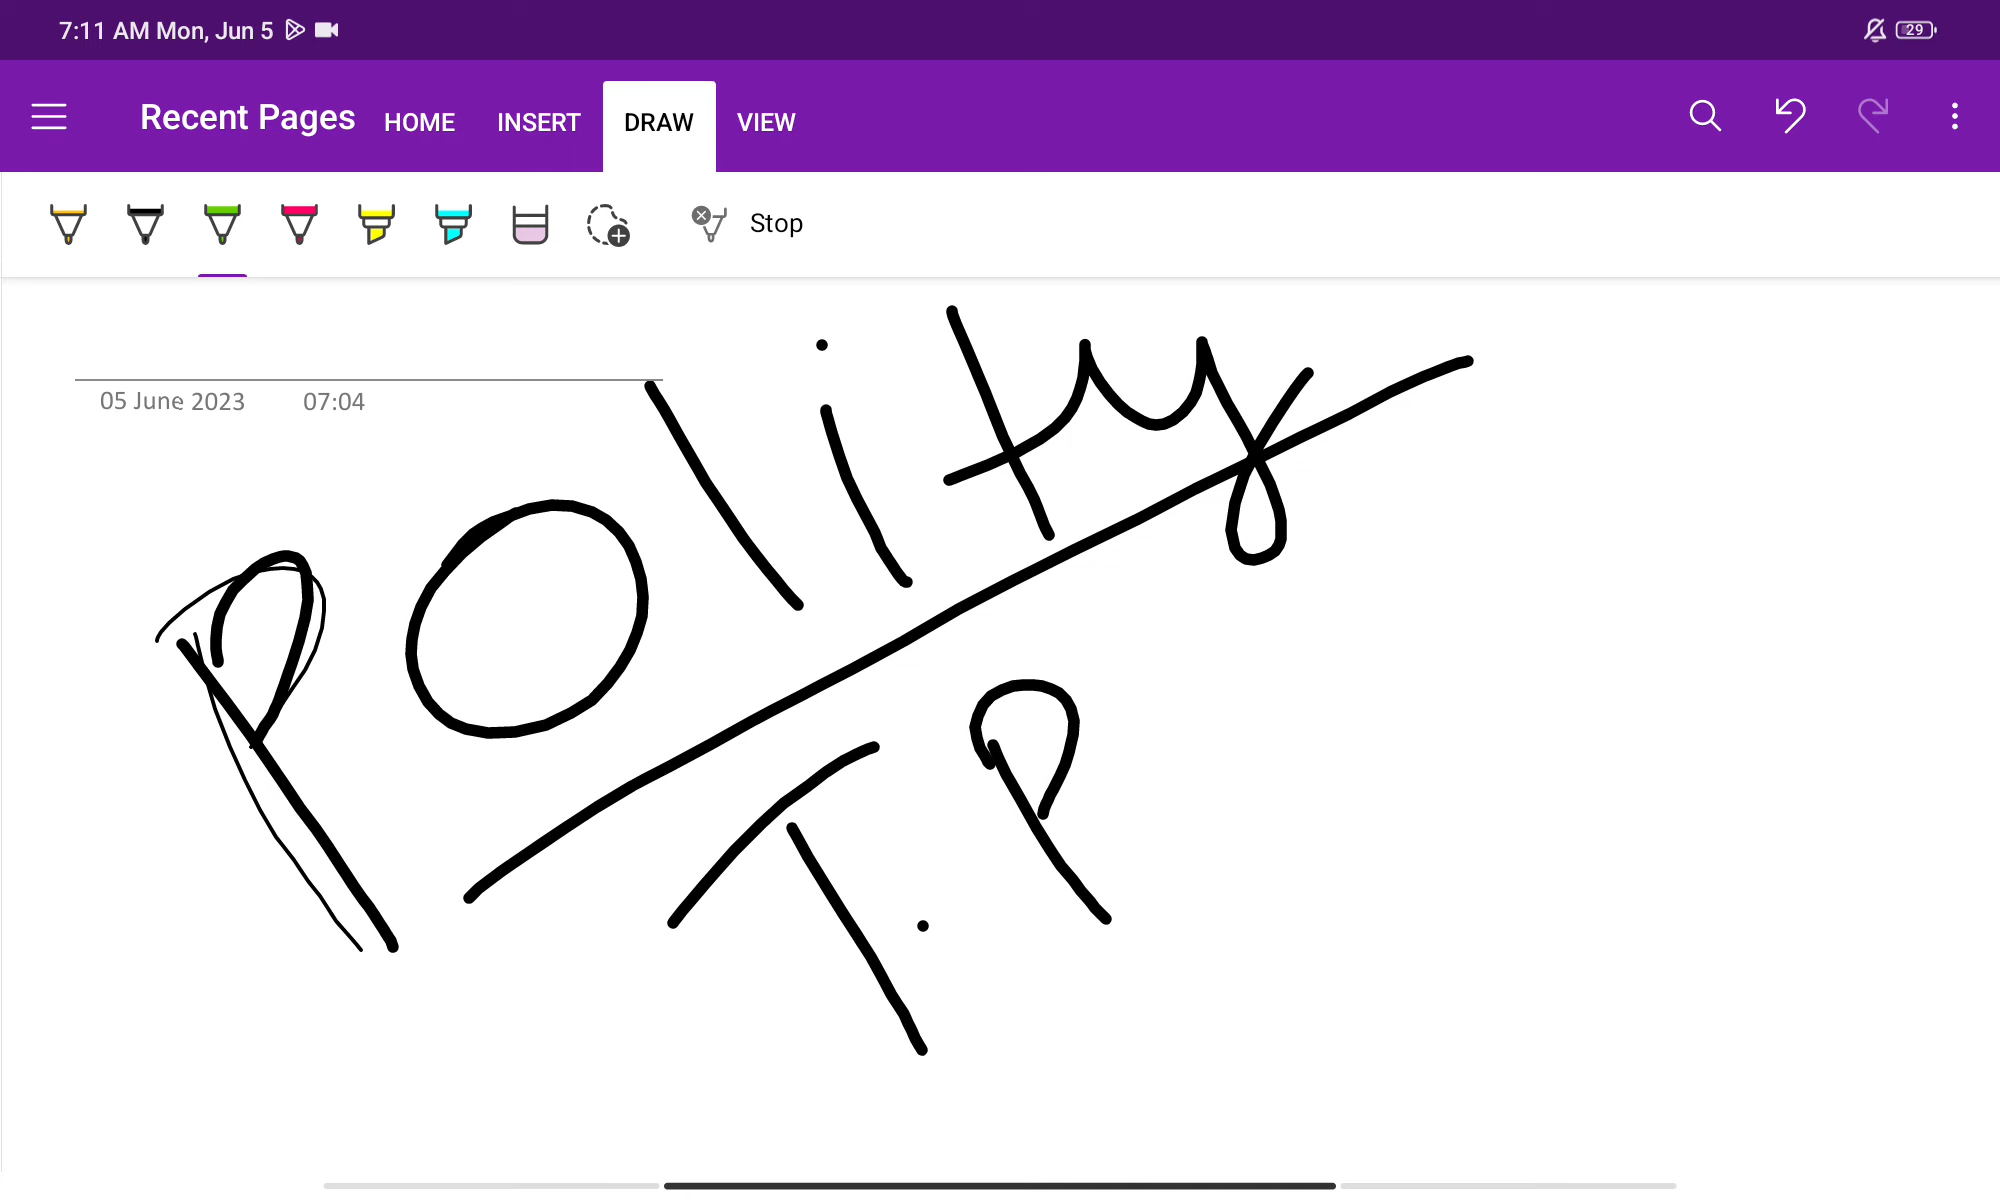 7:11 AM Mon, Jun 5 29
Recent Pages HOME INSERT DRAW VIEW
Stop
05 June 2023 07:04
Polity
T.P